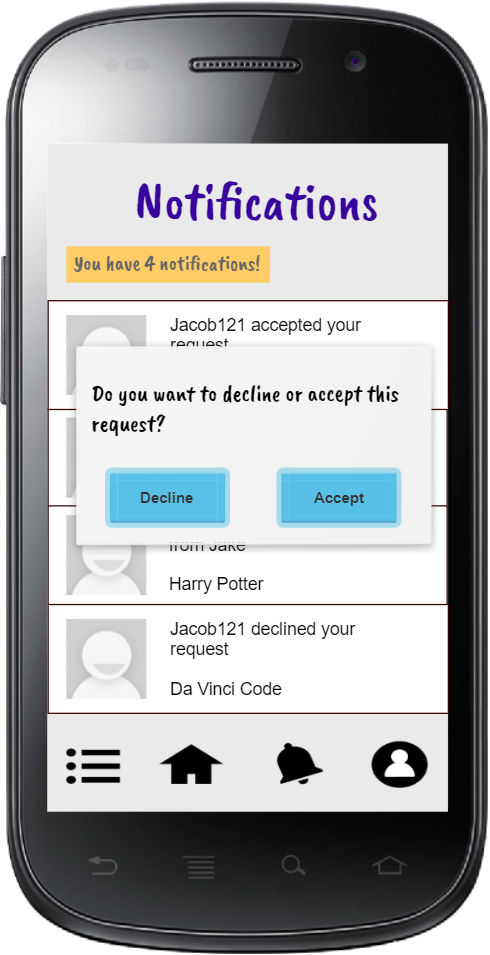 Notifications
You have 4 notifications!
Jacob121 accepted your
request
Do you want to decline or accept this
request?
Decline
Accept
from Jake
Harry Potter
Jacob121 declined your
request
Da Vinci Code